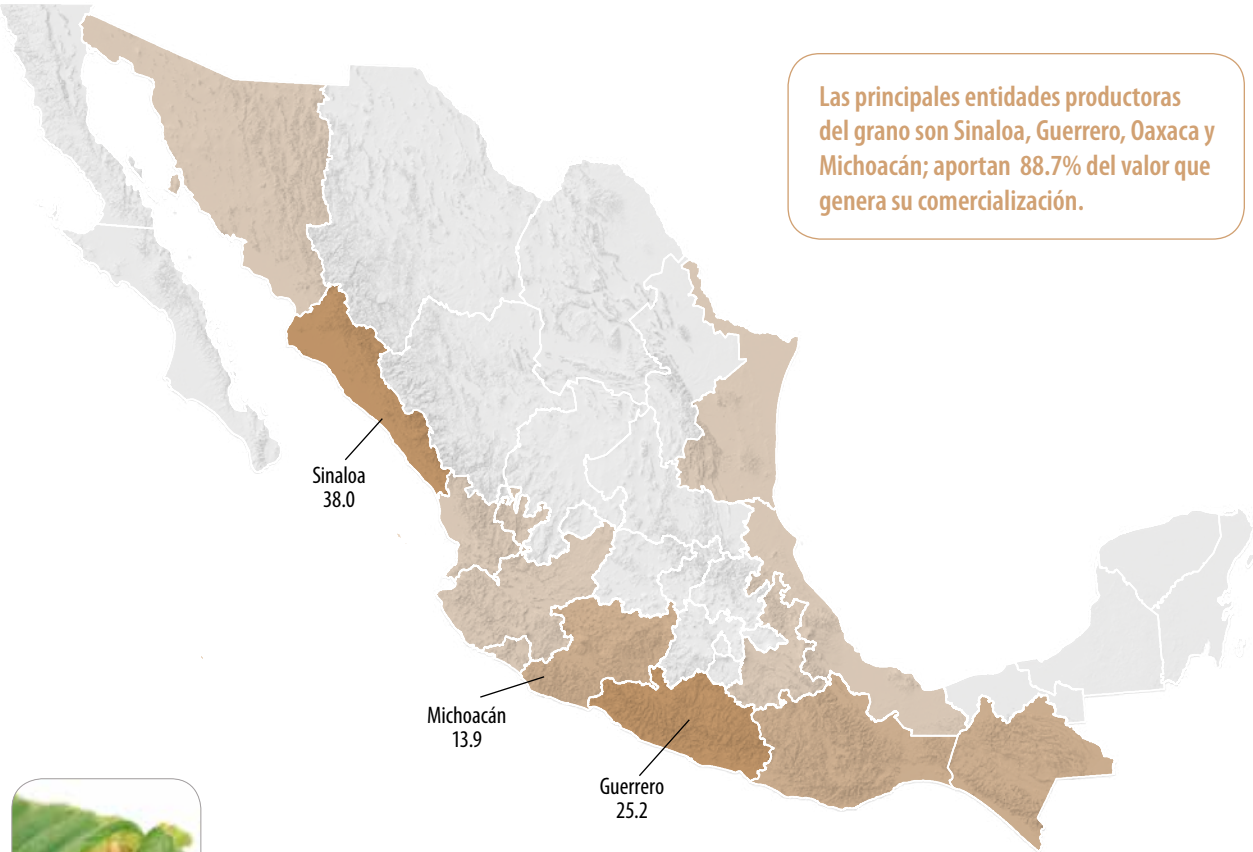 Las principales entidades productoras
del grano son Sinaloa, Guerrero, Oaxaca y
Michoacán; aportan 88.7% del valor que
genera su comercialización.
Sinaloa
38.0
Michoacán
13.9
Guerrero
25.2